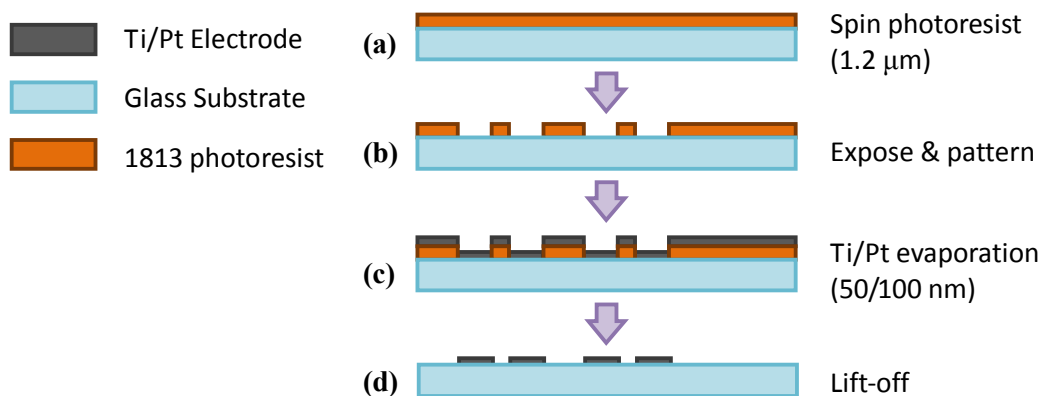 Ti/Pt Electrode
Glass Substrate
1813 photoresist
(a)
Spin photoresist
(1.2 μm)
(b)
Expose & pattern
(c)
Ti/Pt evaporation
(50/100 nm)
(d)
Lift-off